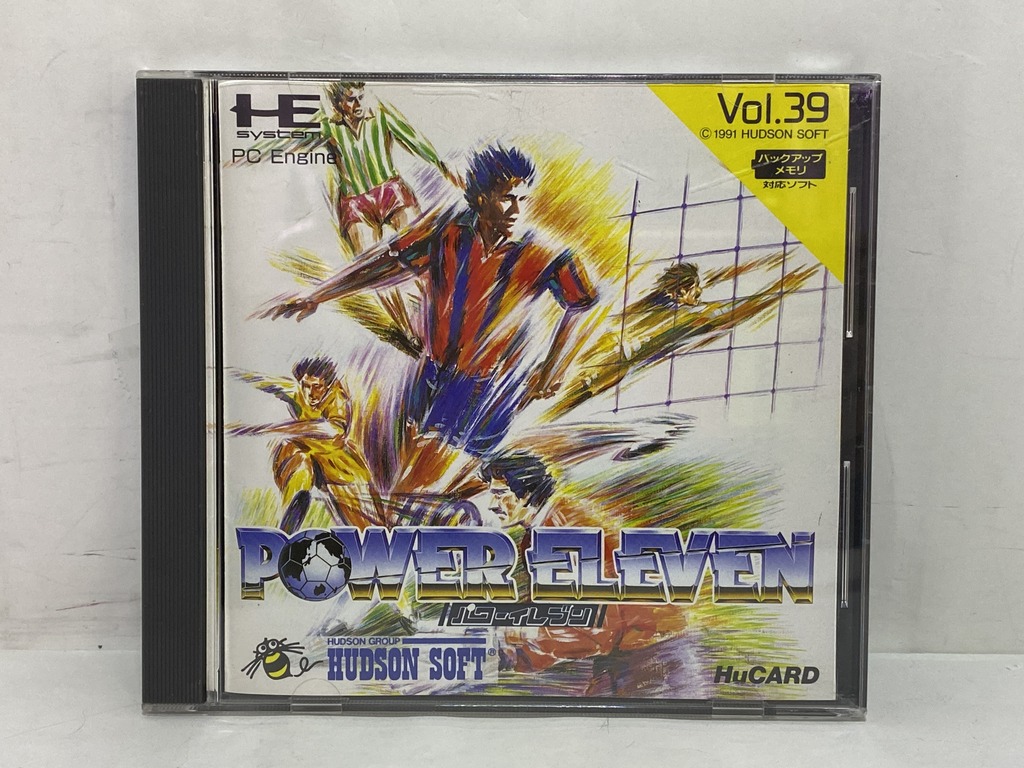 HE
system
PC Engine
Vol.39
© 1991 HUDSON SOFT
バックアップ
メモリ
対応ソフト
POWER ELEVEN
パワーイレブン
HUDSON GROUP
HUDSON SOFT®
HuCARD